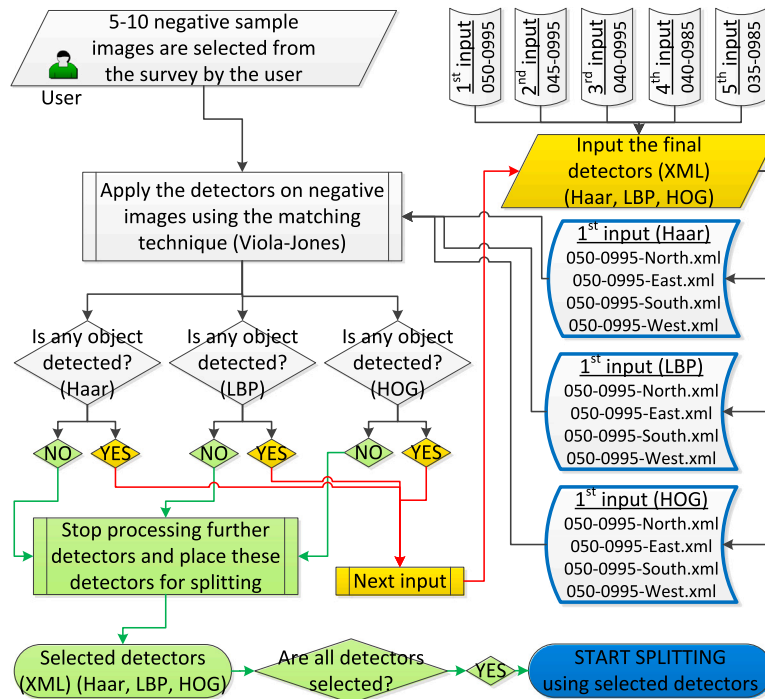 5-10 negative sample
images are selected from
the survey by the user
User
1st input
050-0995
2nd input
045-0995
3rd input
040-0995
4th input
040-0985
5th input
035-0985
Input the final
detectors (XML)
(Haar, LBP, HOG)
Apply the detectors on negative
images using the matching
technique (Viola-Jones)
1st input (Haar)
050-0995-North.xml
050-0995-East.xml
050-0995-South.xml
050-0995-West.xml
Is any object
detected?
(Haar)
Is any object
detected?
(LBP)
Is any object
detected?
(HOG)
1st input (LBP)
050-0995-North.xml
050-0995-East.xml
050-0995-South.xml
050-0995-West.xml
NO
YES
NO
YES
NO
YES
1st input (HOG)
050-0995-North.xml
050-0995-East.xml
050-0995-South.xml
050-0995-West.xml
Stop processing further
detectors and place these
detectors for splitting
Next input
Selected detectors
(XML) (Haar, LBP, HOG)
Are all detectors
selected?
YES
START SPLITTING
using selected detectors